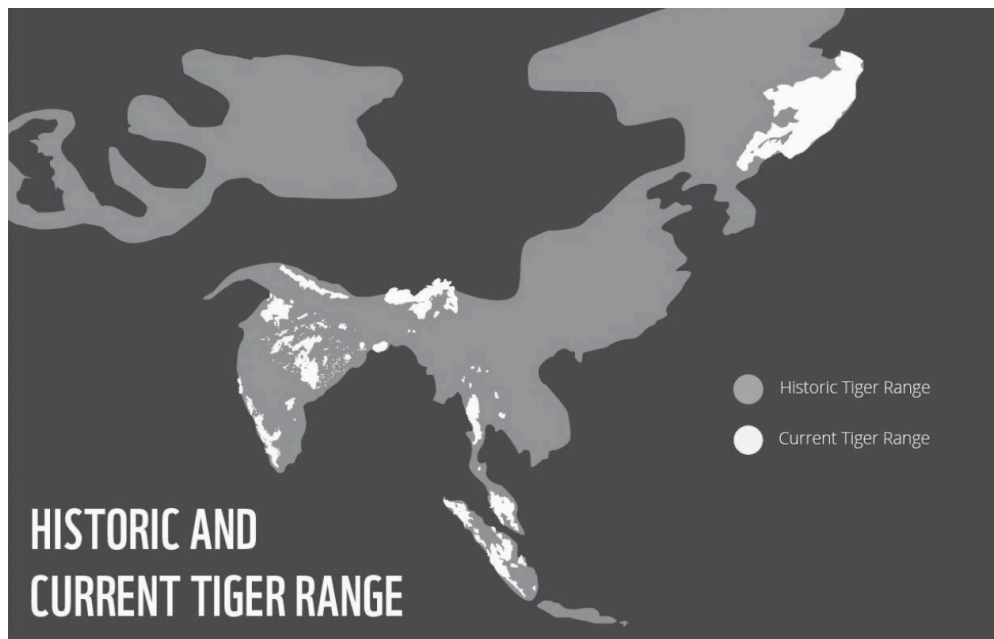 Historic Tiger Range
Current Tiger Range
HISTORIC AND
CURRENT TIGER RANGE